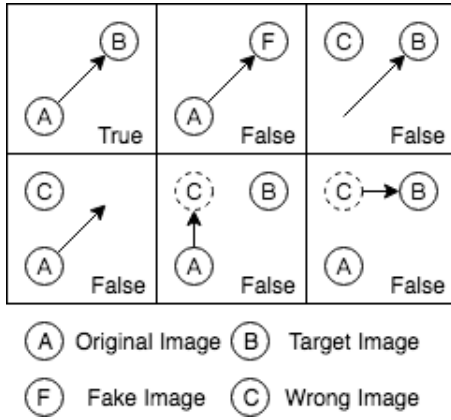 B F C B
A A
True False False
C C B C B
A A A
False False False
A Original Image B Target Image
F Fake Image C Wrong Image